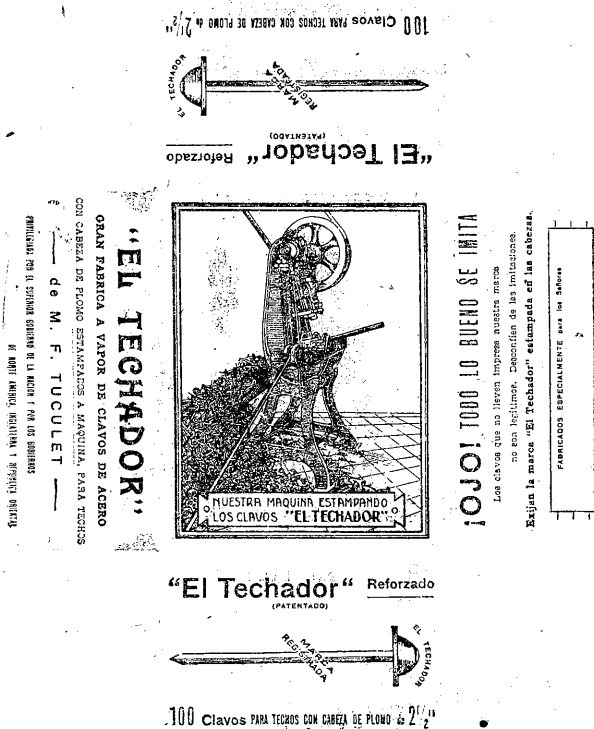 100 Clavos PARA TECHOS CON CABEZA DE PLOMO de 2 1/2"
EL TECHADOR
MARCA
REGISTRADA
"El Techador" Reforzado
(PATENTADO)
"EL TECHADOR"
GRAN FABRICA A VAPOR DE CLAVOS DE ACERO
CON CABEZA DE PLOMO ESTAMPADOS A MAQUINA, PARA TECHOS
de M. F. TUCULET
PRIVILEGIADA POR EL SUPERIOR GOBIERNO DE LA NACION Y POR LOS GOBIERNOS
DE NORTE AMERICA, INGLATERRA Y REPUBLICA ORIENTAL
NUESTRA MAQUINA ESTAMPANDO
LOS CLAVOS "EL TECHADOR"
¡OJO! TODO LO BUENO SE IMITA
Los clavos que no lleven impresa nuestra marca
no son legitimos. Desconfien de las imitaciones.
Exijan la marca "El Techador" estampada en las cabezas.
FABRICADOS ESPECIALMENTE para los Señores
"El Techador" Reforzado
(PATENTADO)
MARCA
REGISTRADA
EL TECHADOR
100 Clavos PARA TECHOS CON CABEZA DE PLOMO de 2 1/2"